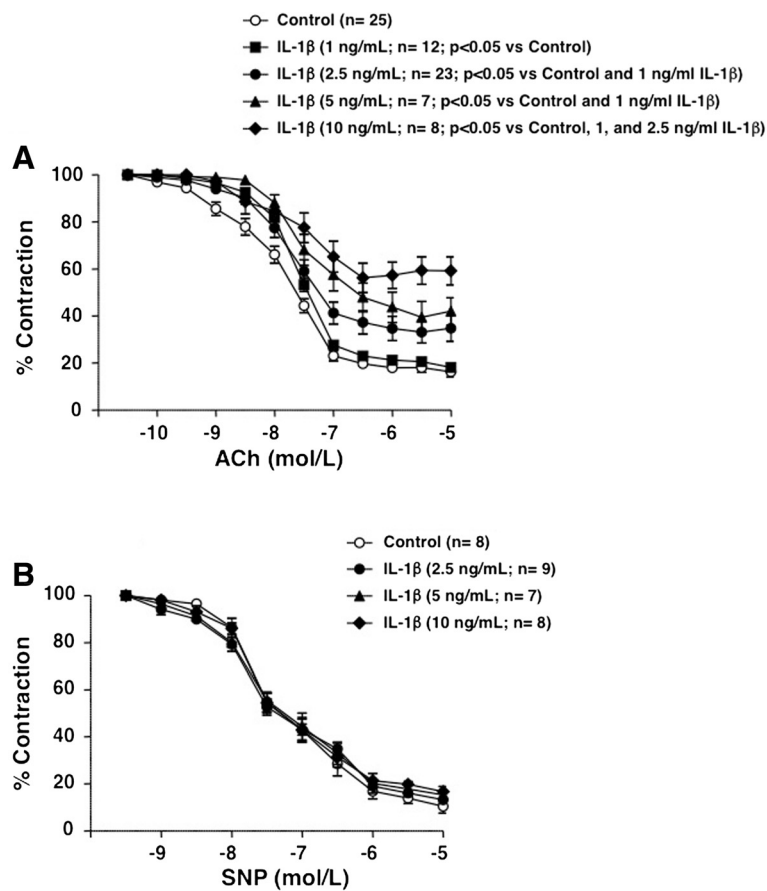 Control (n= 25)
IL-1β (1 ng/mL; n= 12; p<0.05 vs Control)
IL-1β (2.5 ng/mL; n= 23; p<0.05 vs Control and 1 ng/ml IL-1β)
IL-1β (5 ng/mL; n= 7; p<0.05 vs Control and 1 ng/ml IL-1β)
IL-1β (10 ng/mL; n= 8; p<0.05 vs Control, 1, and 2.5 ng/ml IL-1β)
A
% Contraction
100
80
60
40
20
0
-10 -9 -8 -7 -6 -5
ACh (mol/L)
Control (n= 8)
IL-1β (2.5 ng/mL; n= 9)
IL-1β (5 ng/mL; n= 7)
IL-1β (10 ng/mL; n= 8)
B
% Contraction
100
80
60
40
20
0
-9 -8 -7 -6 -5
SNP (mol/L)